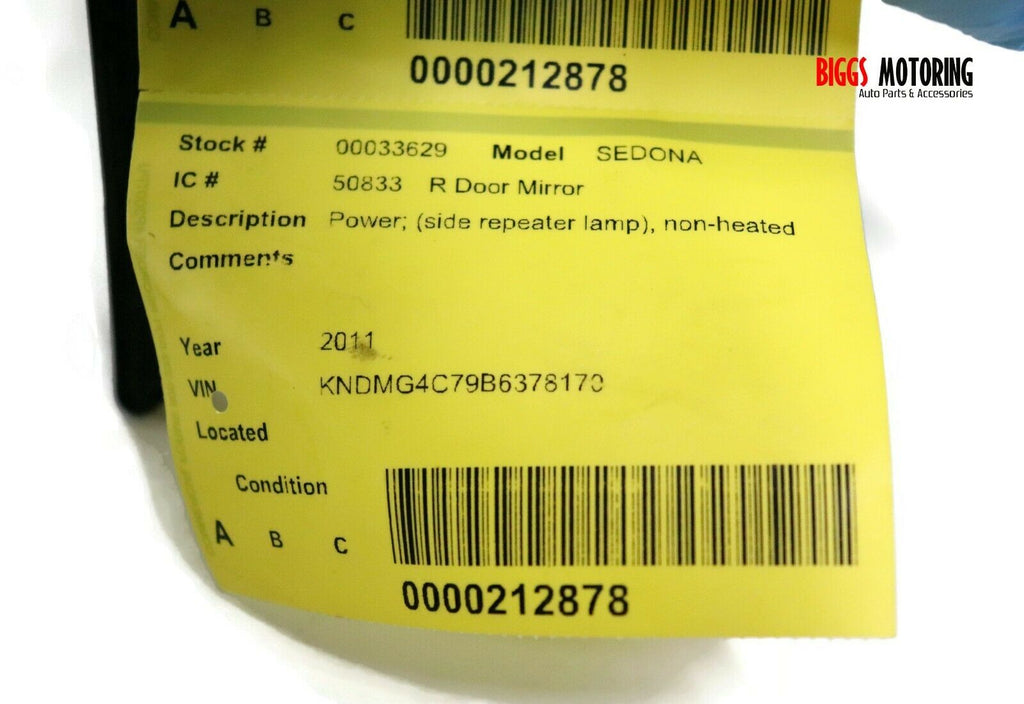 A B C
0000212878
BIGGS MOTORING
Auto Parts & Accessories
Stock # 00033629 Model SEDONA
IC # 50833 R Door Mirror
Description Power; (side repeater lamp), non-heated
Comments
Year 2011
VIN KNDMG4C79B6378170
Located
Condition
A B C
0000212878